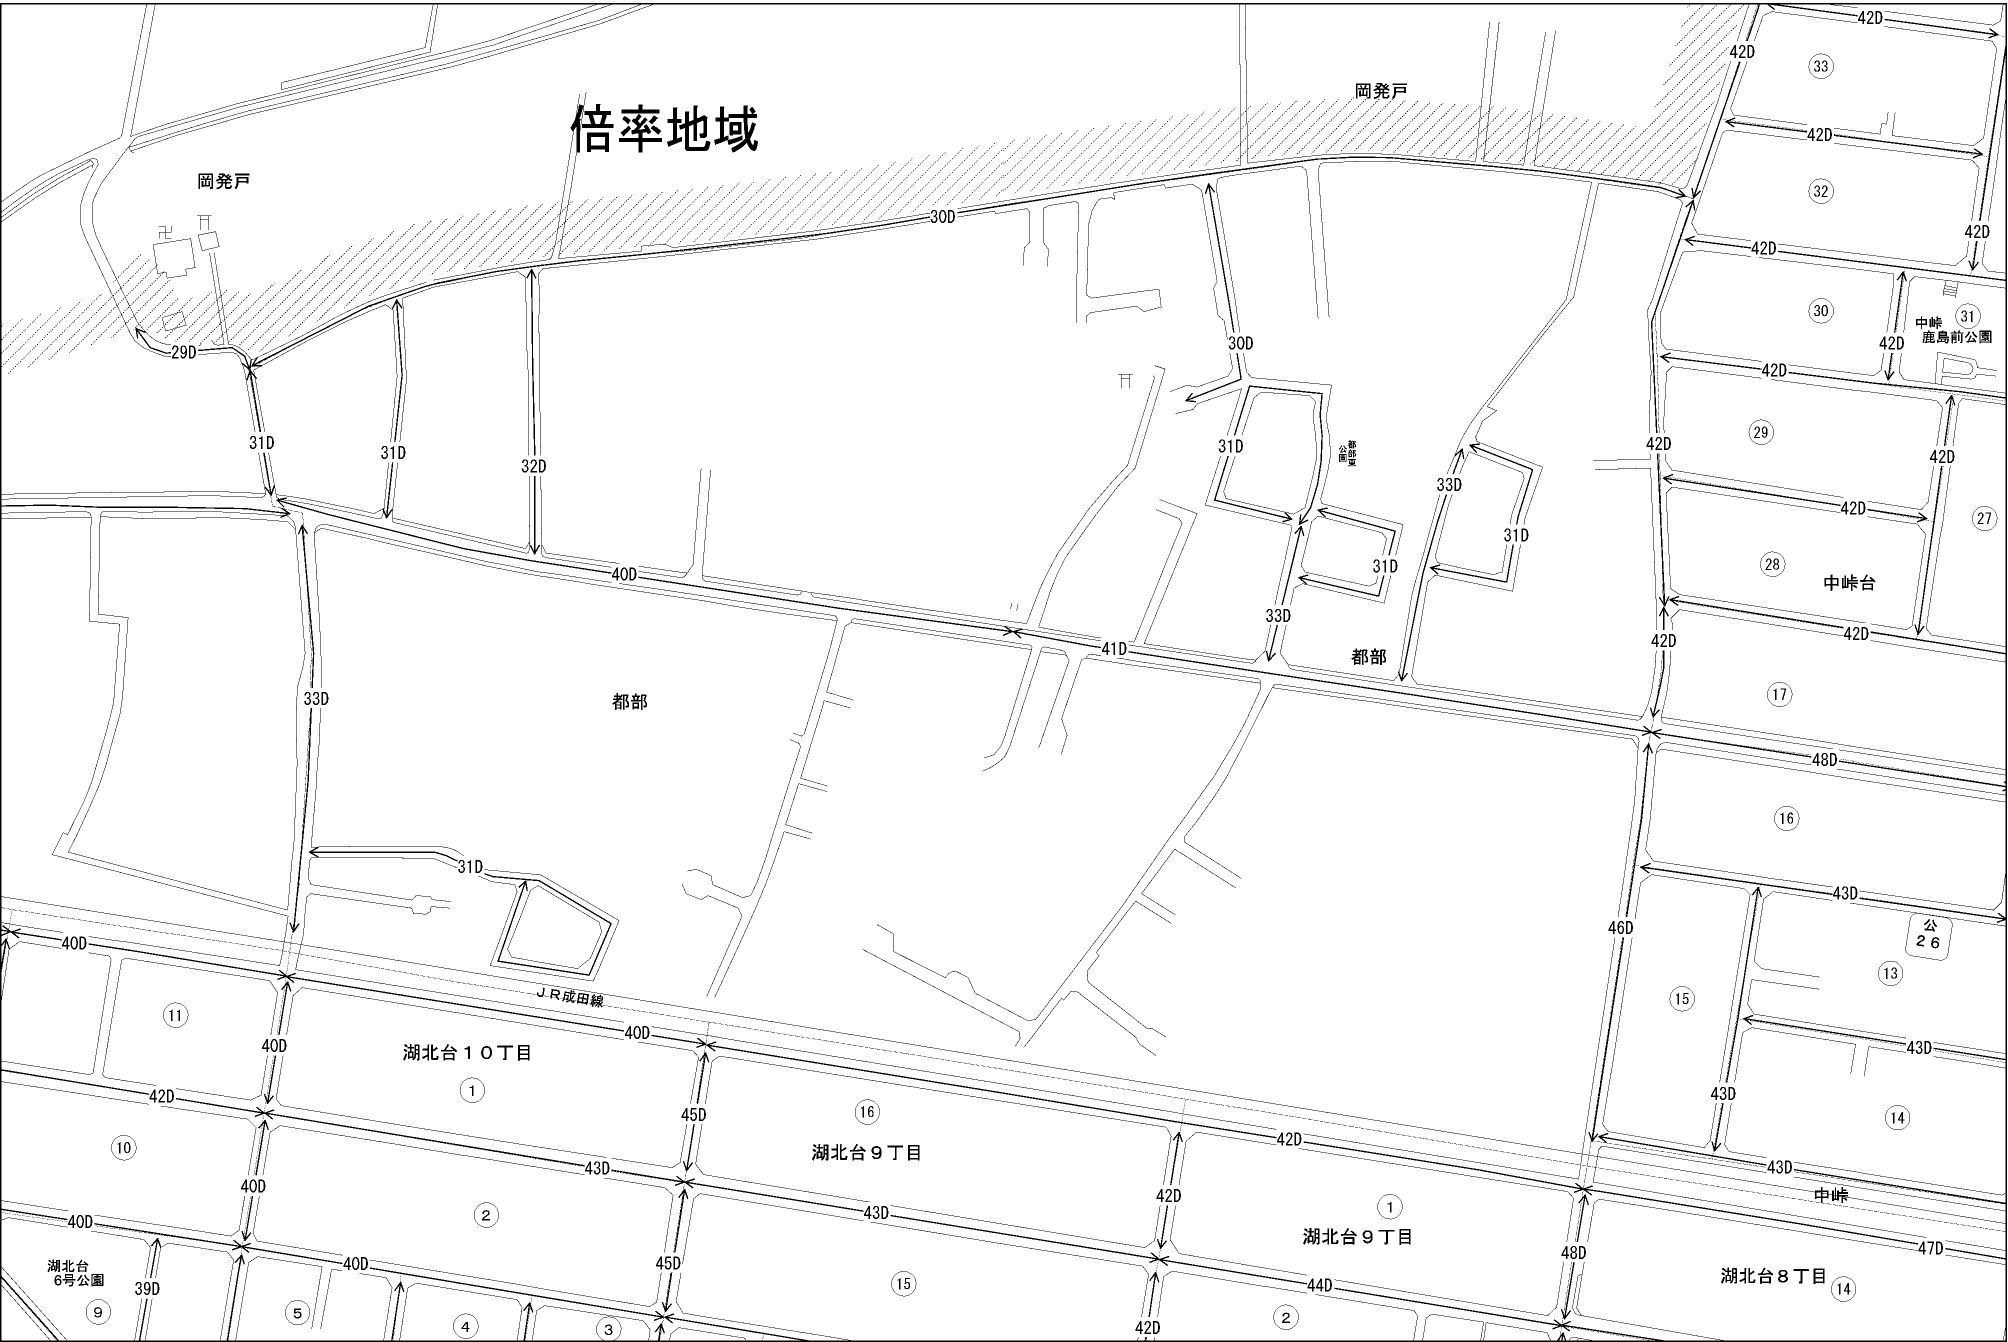 42D
42D
33
岡発戸
倍率地域
42D
岡発戸
32
30D
42D
42D
30
31
中峠
鹿島前公園
29D
30D
42D
42D
31D
31D
32D
31D
都部東
公園
33D
42D
29
42D
42D
27
31D
31D
28
中峠台
40D
33D
42D
42D
41D
都部
33D
都部
17
48D
16
31D
43D
公
26
46D
40D
13
JR成田線
15
11
40D
40D
43D
湖北台10丁目
1
42D
45D
16
43D
14
42D
10
湖北台9丁目
43D
43D
40D
42D
中峠
2
43D
1
40D
湖北台9丁目
47D
48D
湖北台
6号公園
40D
45D
15
44D
湖北台8丁目
14
39D
9
5
4
3
42D
2